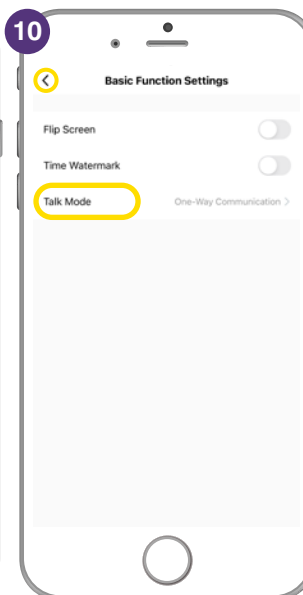 10
Basic Function Settings
Flip Screen
Time Watermark
Talk Mode One-Way Communication >